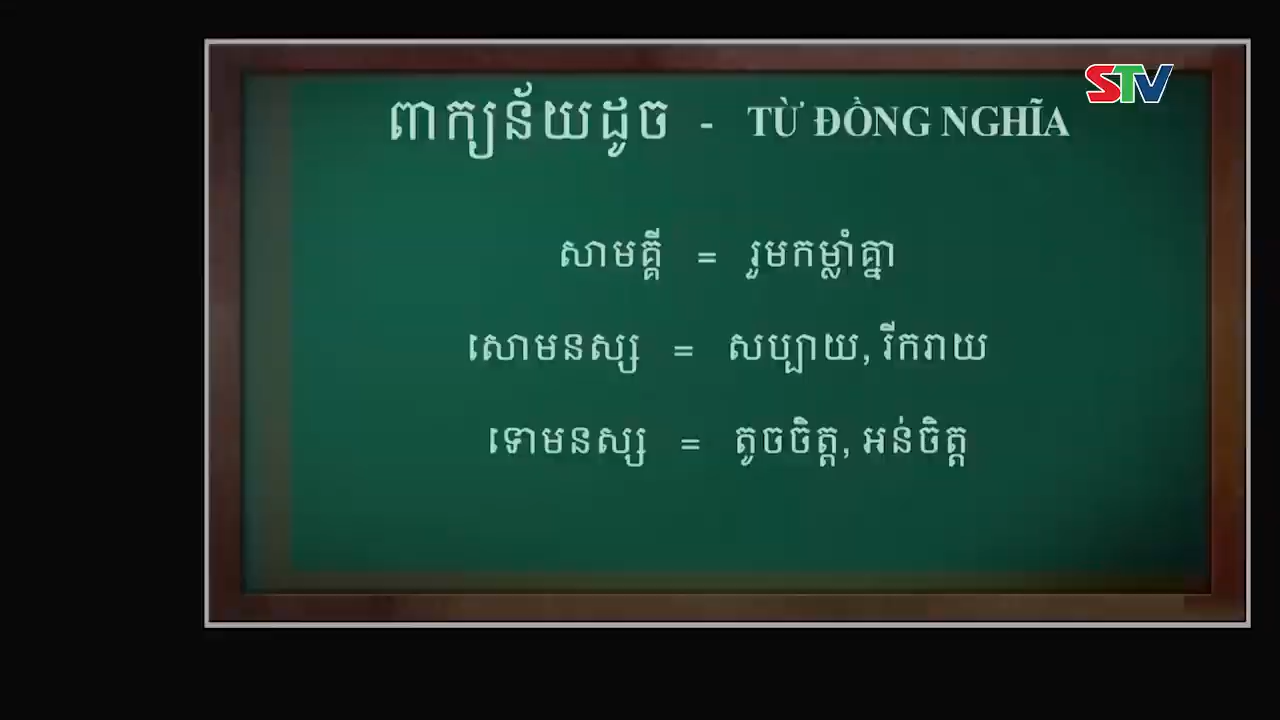 STV
ពាក្យន័យដូច - TỪ ĐỒNG NGHĨA
សាមគ្គី = រួមកម្លាំគ្នា
សោមនស្ស = សប្បាយ, រីករាយ
ទោមនស្ស = តូចចិត្ត, អន់ចិត្ត